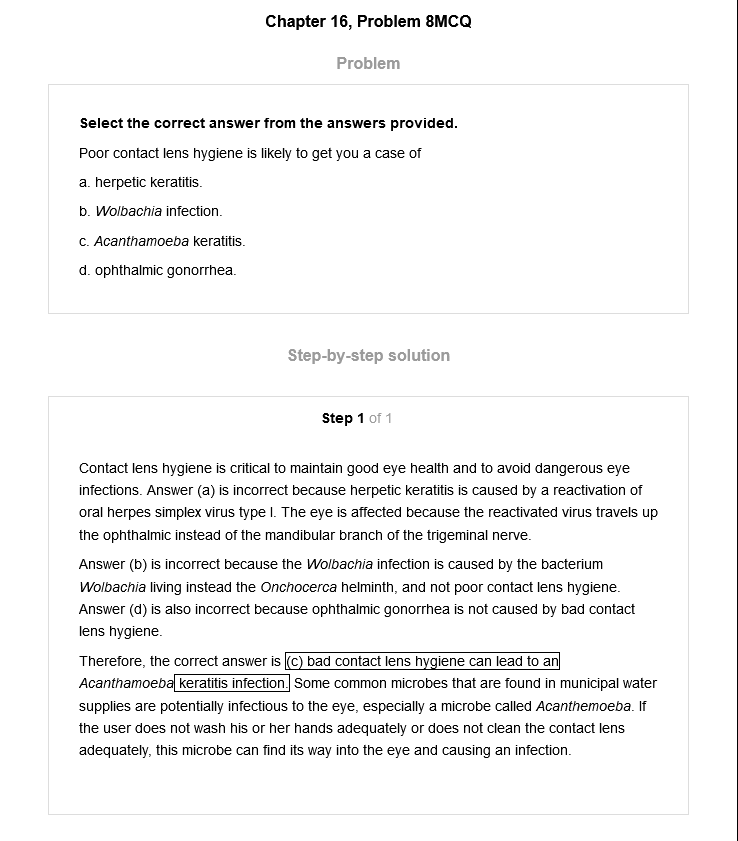 Chapter 16, Problem 8MCQ
Problem
Select the correct answer from the answers provided.
Poor contact lens hygiene is likely to get you a case of
a. herpetic keratitis.
b. Wolbachia infection.
c. Acanthamoeba keratitis.
d. ophthalmic gonorrhea.
Step-by-step solution
Step 1 of 1
Contact lens hygiene is critical to maintain good eye health and to avoid dangerous eye
infections. Answer (a) is incorrect because herpetic keratitis is caused by a reactivation of
oral herpes simplex virus type I. The eye is affected because the reactivated virus travels up
the ophthalmic instead of the mandibular branch of the trigeminal nerve.
Answer (b) is incorrect because the Wolbachia infection is caused by the bacterium
Wolbachia living instead the Onchocerca helminth, and not poor contact lens hygiene.
Answer (d) is also incorrect because ophthalmic gonorrhea is not caused by bad contact
lens hygiene.
Therefore, the correct answer is (c) bad contact lens hygiene can lead to an
Acanthamoeba keratitis infection. Some common microbes that are found in municipal water
supplies are potentially infectious to the eye, especially a microbe called Acanthemoeba. If
the user does not wash his or her hands adequately or does not clean the contact lens
adequately, this microbe can find its way into the eye and causing an infection.